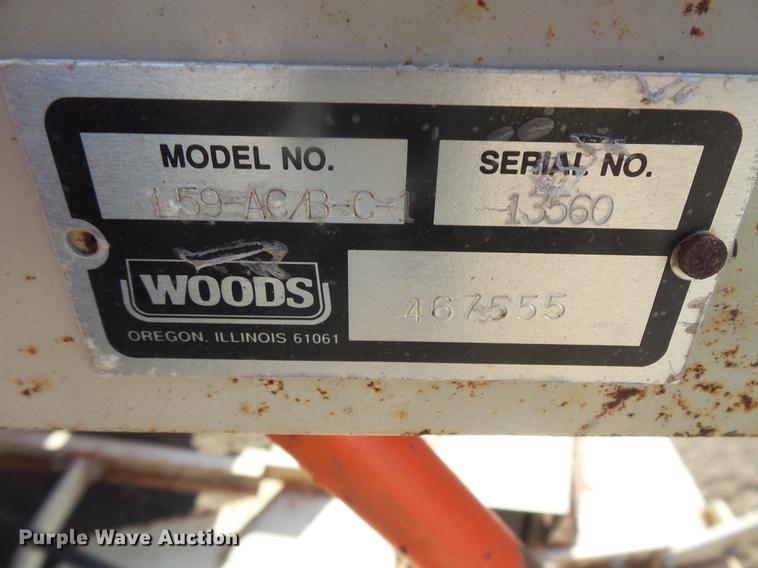 MODEL NO.
L59-AC/B-C-1
SERIAL NO.
13560
WOODS
OREGON, ILLINOIS 61061
467555
Purple Wave Auction